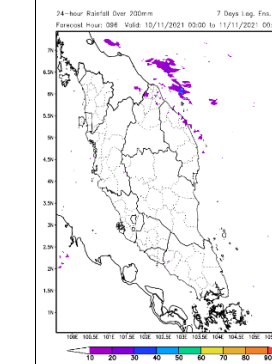 24-hour Rainfall Over 200mm 7 Days Lag. Ens.
Forecast Hour: 096 Valid: 10/11/2021 00:00 to 11/11/2021 00:
7N
6.5N
6N
5.5N
5N
4.5N
4N
3.5N
3N
2.5N
2N
1.5N
1N
100E 100.5E 101E 101.5E 102E 102.5E 103E 103.5E 104E 104.5E 105E
10 20 30 40 50 60 70 80 90